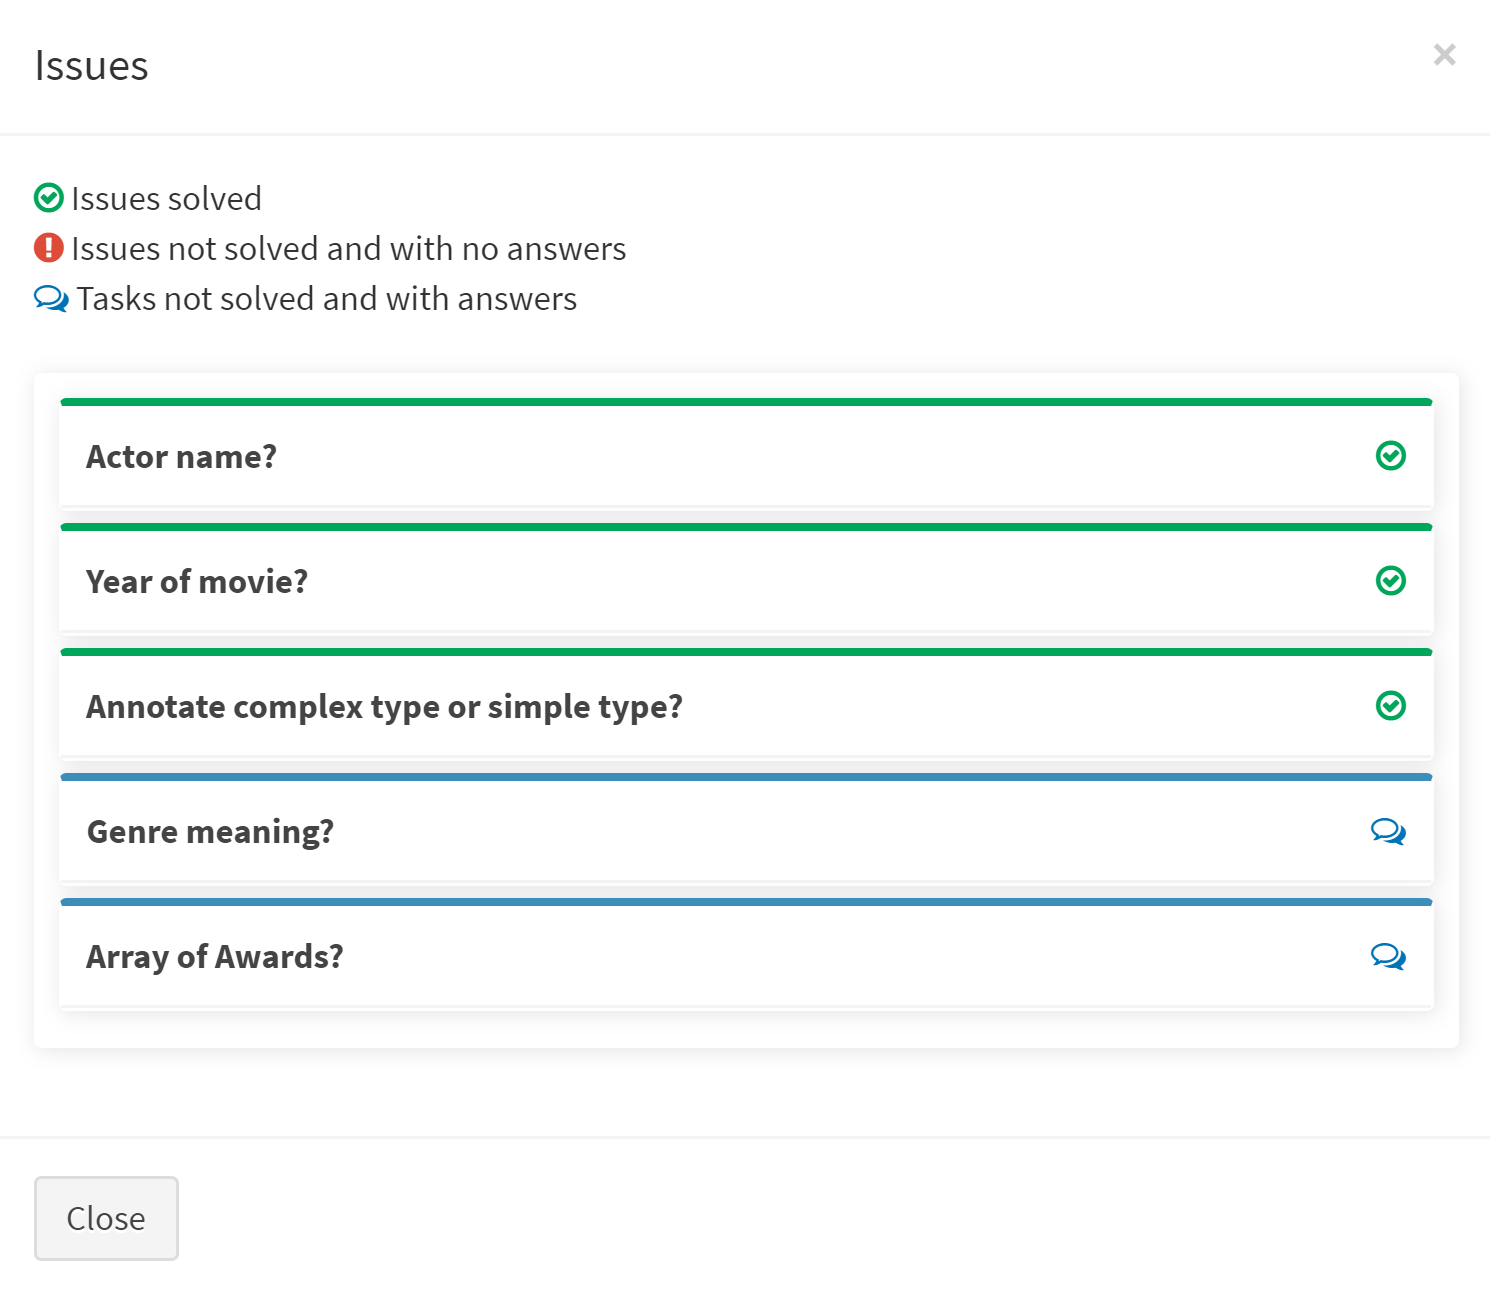 Issues
×
Issues solved
Issues not solved and with no answers
Tasks not solved and with answers
Actor name?
Year of movie?
Annotate complex type or simple type?
Genre meaning?
Array of Awards?
Close